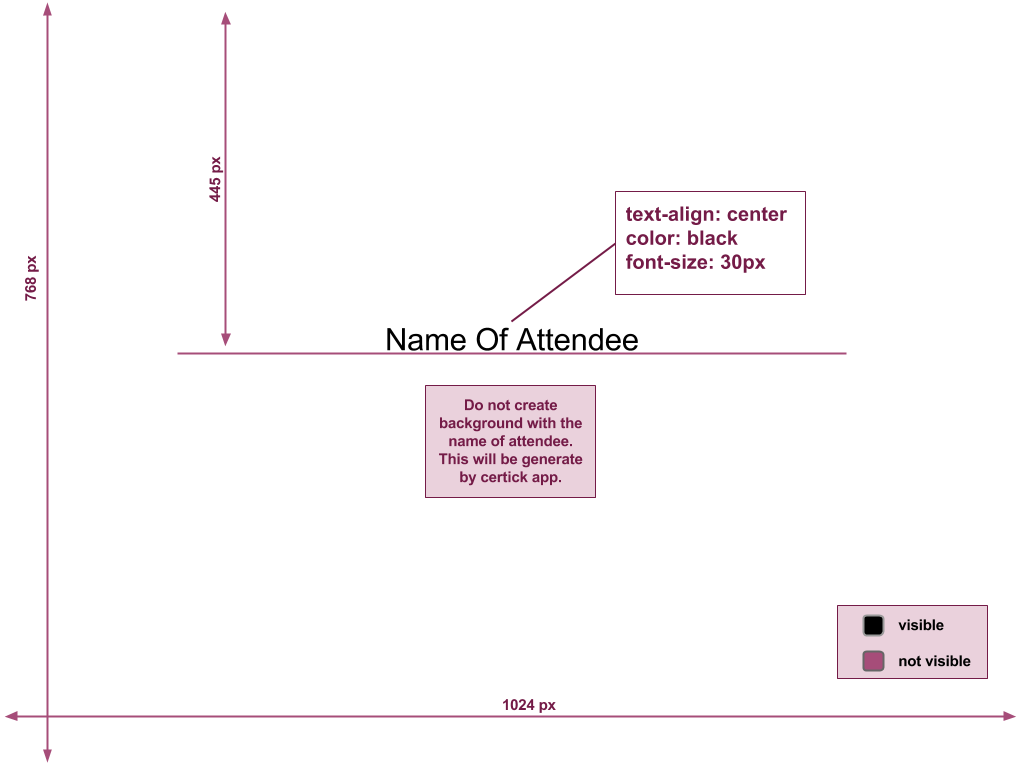 445 px
768 px
text-align: center
color: black
font-size: 30px
Name Of Attendee
Do not create
background with the
name of attendee.
This will be generate
by certick app.
visible
not visible
1024 px